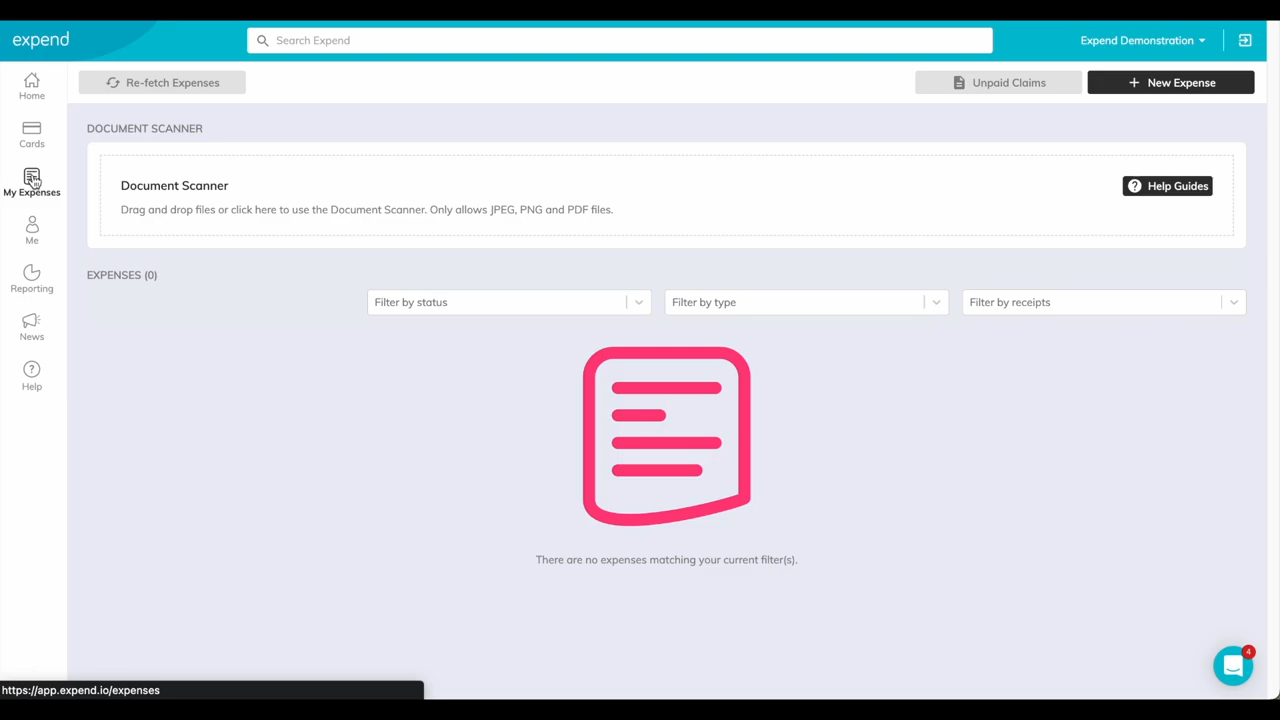 expend
Search Expend
Expend Demonstration
Home
Cards
My Expenses
Me
Reporting
News
Help
Re-fetch Expenses
Unpaid Claims
+ New Expense
DOCUMENT SCANNER
Document Scanner
? Help Guides
Drag and drop files or click here to use the Document Scanner. Only allows JPEG, PNG and PDF files.
EXPENSES (0)
Filter by status
Filter by type
Filter by receipts
There are no expenses matching your current filter(s).
4
https://app.expend.io/expenses